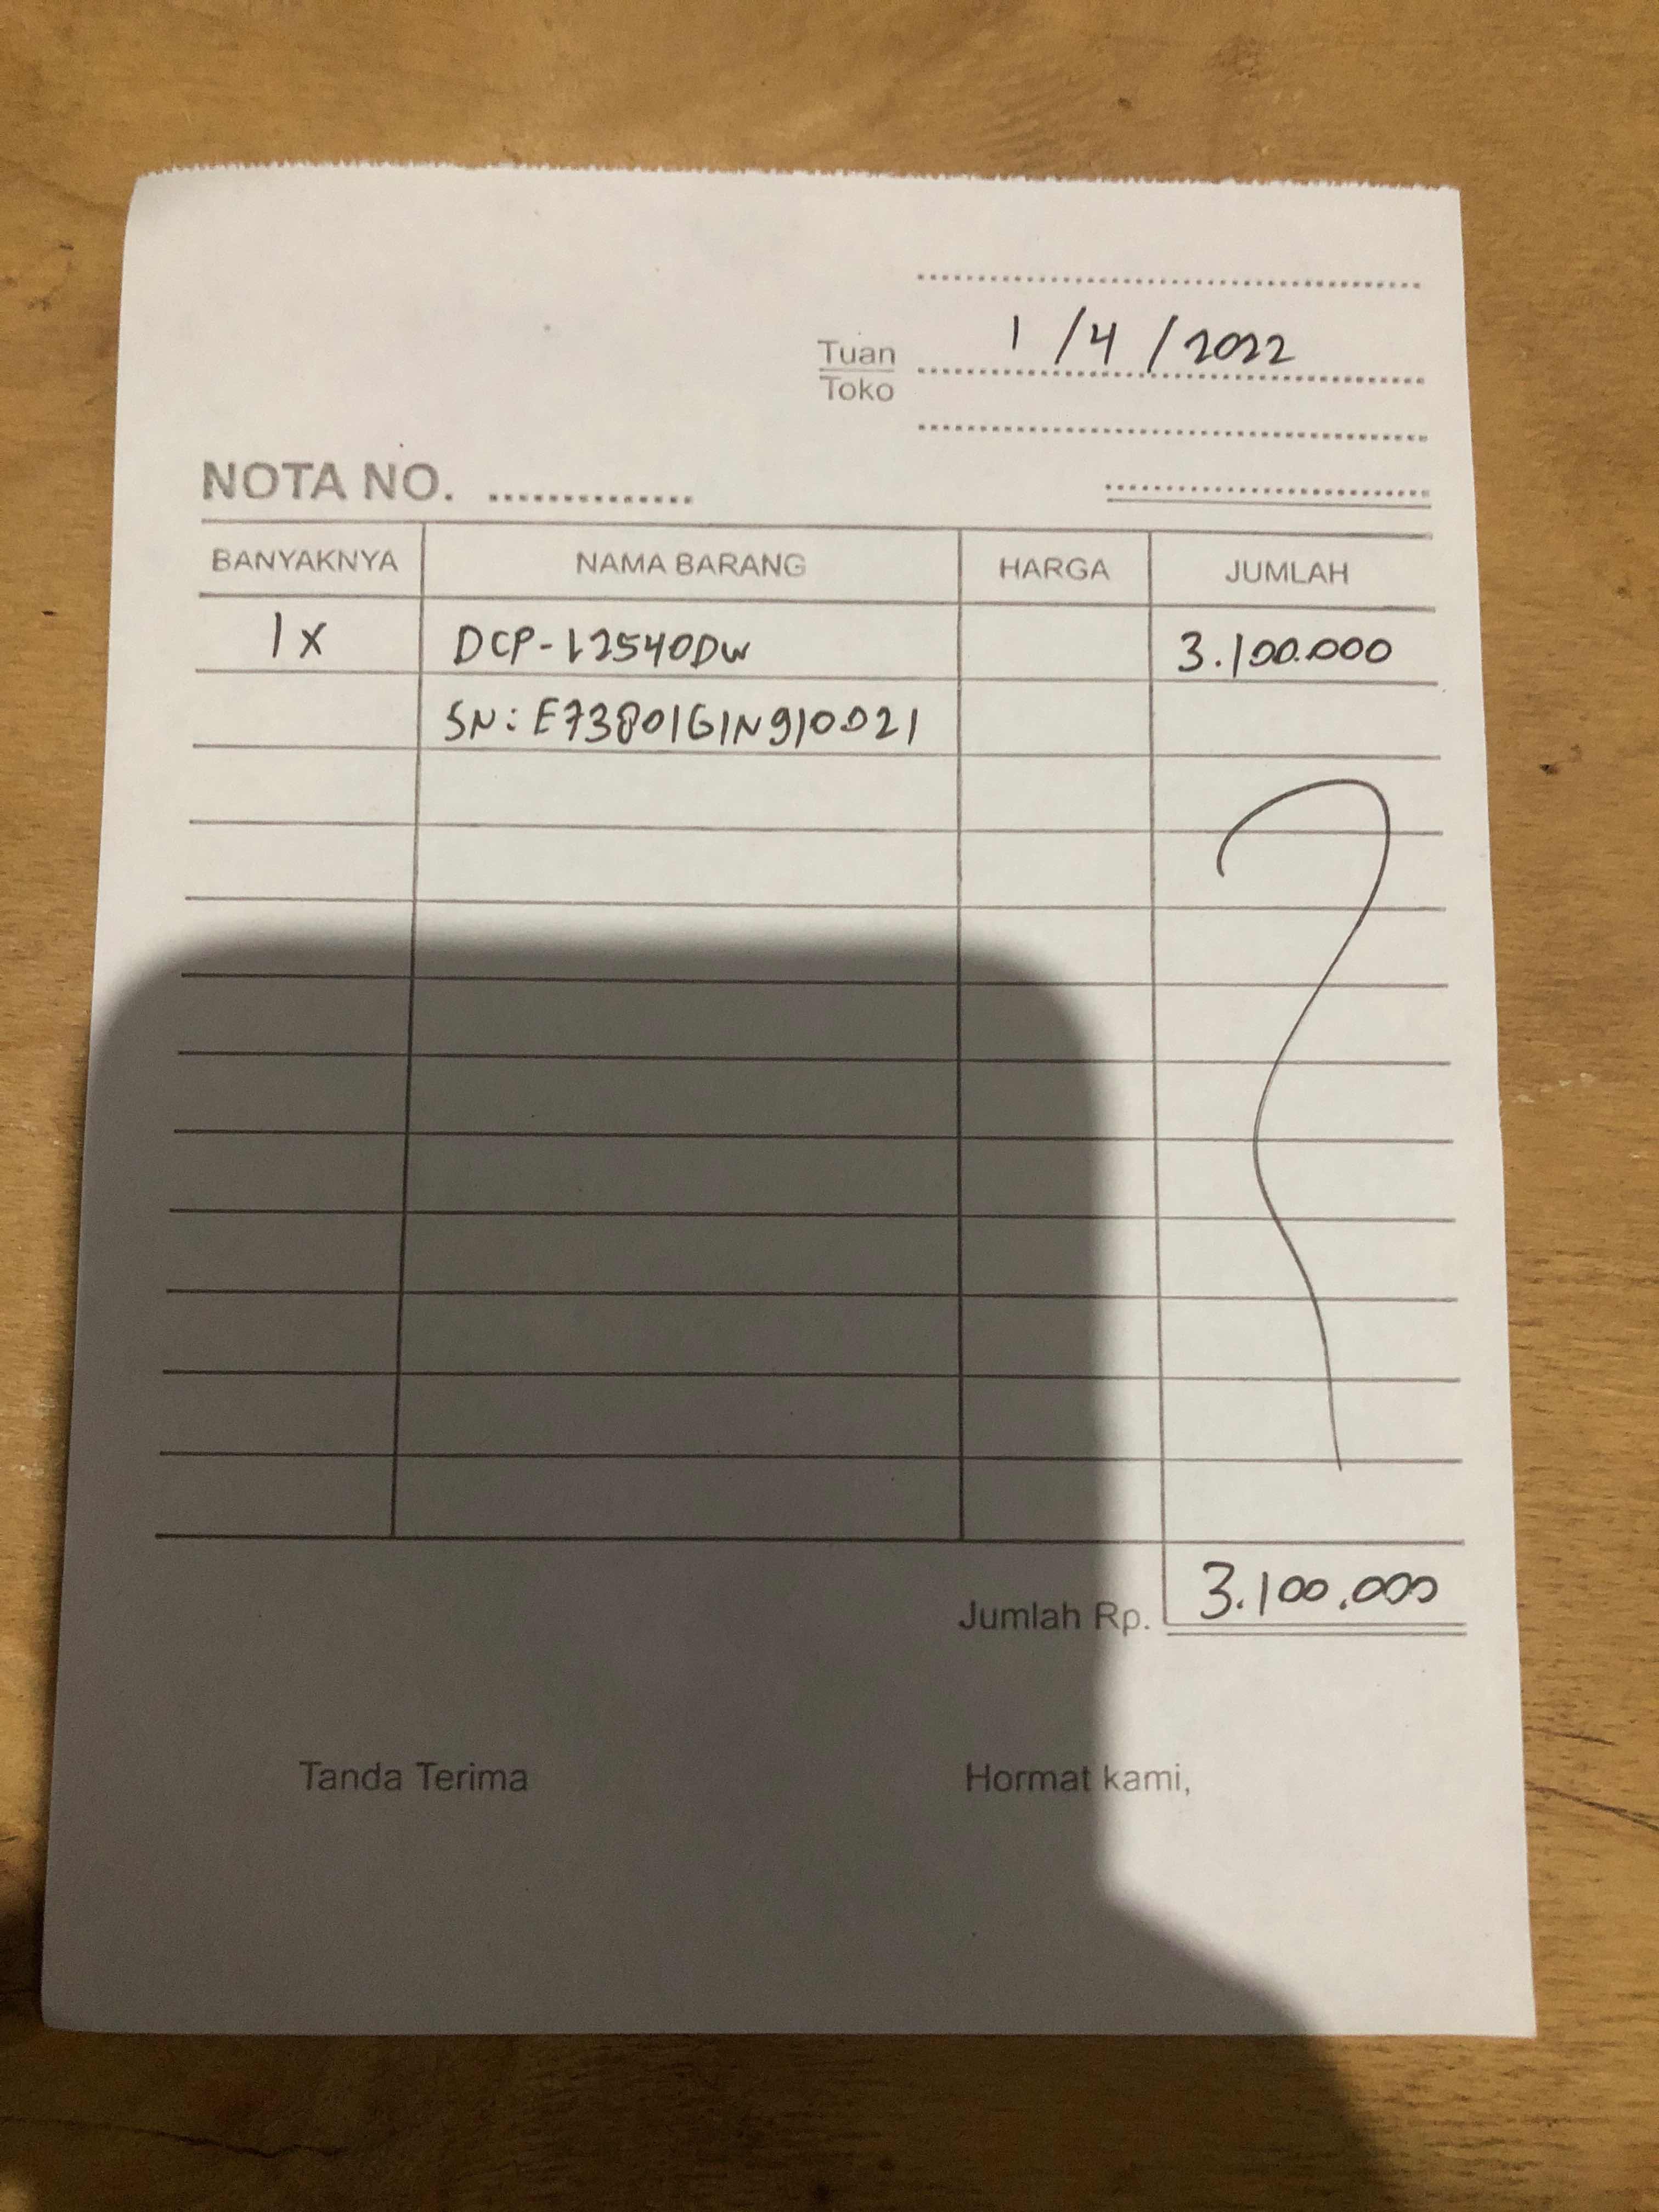 1/4/2022
Tuan
Toko
NOTA NO.
BANYAKNYA NAMA BARANG HARGA JUMLAH
1x DCP-L2540DW 3.100.000
SN: E73801G1N910021
Jumlah Rp. 3.100.000
Tanda Terima Hormat kami,